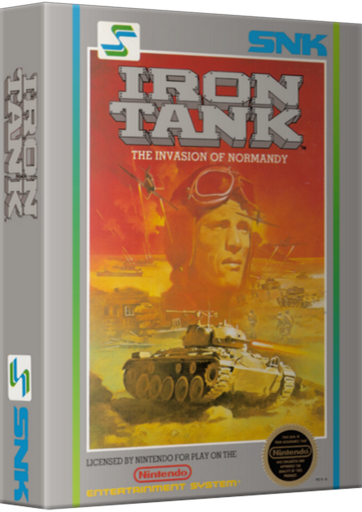 SNK
IRON
TANK
THE INVASION OF NORMANDY
LICENSED BY NINTENDO FOR PLAY ON THE
Nintendo
ENTERTAINMENT SYSTEM
Nintendo
IRON
TANK
SNK